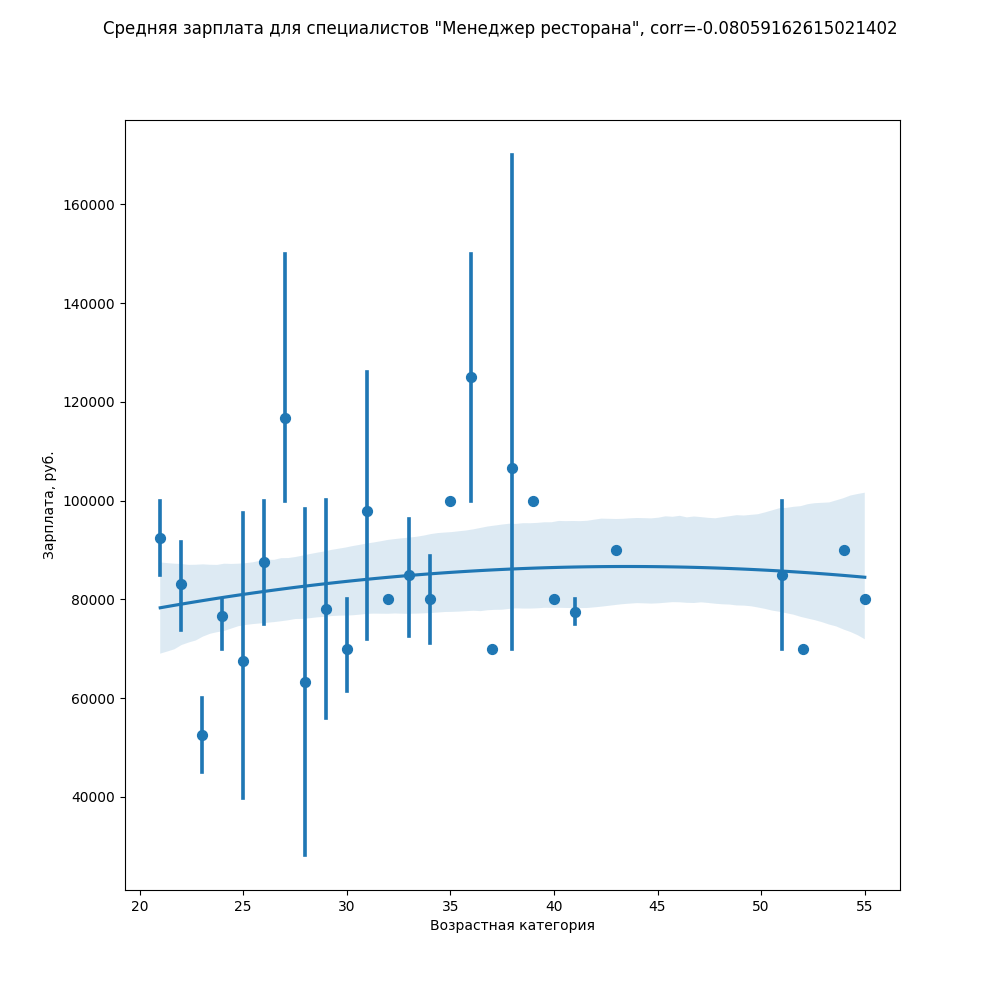 Средняя зарплата для специалистов "Менеджер ресторана", corr=-0.08059162615021402
160000
140000
120000
100000
80000
60000
40000
Зарплата, руб.
20 25 30 35 40 45 50 55
Возрастная категория